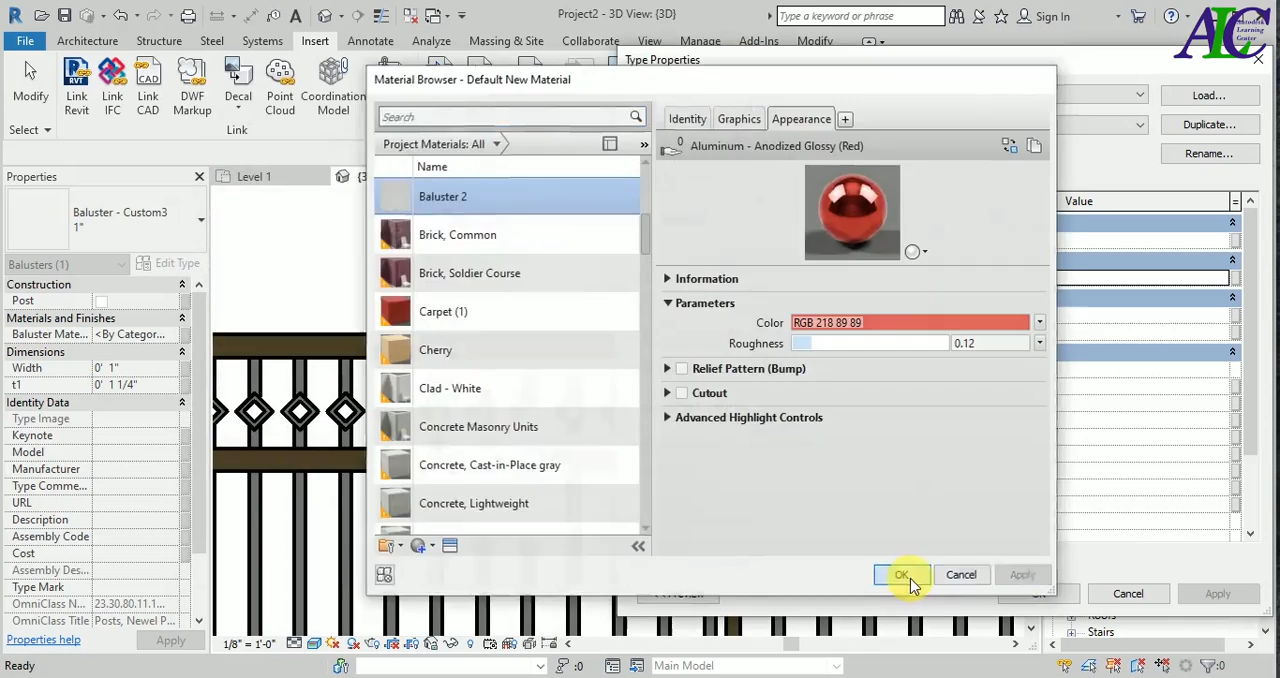 Project2 - 3D View: {3D}
Type a keyword or phrase
Sign In
ALC
Autodesk
Learning
Center
File
Architecture
Structure
Steel
Systems
Insert
Annotate
Analyze
Massing & Site
Collaborate
View
Manage
Add-Ins
Modify
Modify
Link
Revit
Link
IFC
Link
CAD
DWF
Markup
Decal
Point
Cloud
Coordination
Model
Select
Link
Type Properties
Load...
Duplicate...
Rename...
Value
Properties
Level 1
Baluster - Custom3
1"
Balusters (1)
Edit Type
Construction
Post
Materials and Finishes
Baluster Mate...
<By Categor...
Dimensions
Width
0' 1"
t1
0' 1 1/4"
Identity Data
Type Image
Keynote
Model
Manufacturer
Type Comme...
URL
Description
Assembly Code
Cost
Assembly Desc...
Type Mark
OmniClass N...
23.30.80.11.1...
OmniClass Title
Posts, Newel P...
Properties help
Apply
Material Browser - Default New Material
Search
Project Materials: All
Name
Baluster 2
Brick, Common
Brick, Soldier Course
Carpet (1)
Cherry
Clad - White
Concrete Masonry Units
Concrete, Cast-in-Place gray
Concrete, Lightweight
Identity
Graphics
Appearance
0
Aluminum - Anodized Glossy (Red)
Information
Parameters
Color
RGB 218 89 89
Roughness
0.12
Relief Pattern (Bump)
Cutout
Advanced Highlight Controls
OK
Cancel
Apply
Cancel
Apply
Stairs
1/8" = 1'-0"
Ready
:0
Main Model
:0